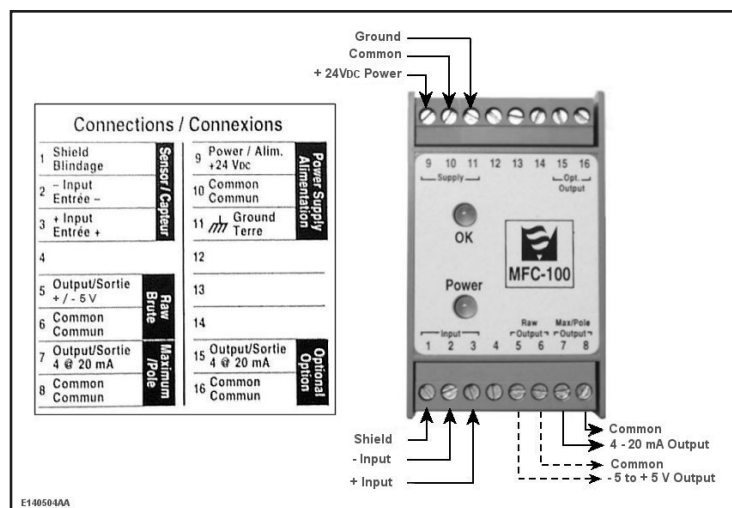 Ground
Common
+ 24VDC Power
Connections / Connexions
1 Shield
Blindage
2 – Input
Entrée –
3 + Input
Entrée +
Sensor/Capteur
4
5 Output/Sortie
+ / - 5 V
6 Common
Commun
Raw
Brute
7 Output/Sortie
4 @ 20 mA
8 Common
Commun
Maximum
/Pole
9 Power / Alim.
+24 VDC
10 Common
Commun
11 Ground
Terre
Power Supply
Alimentation
12
13
14
15 Output/Sortie
4 @ 20 mA
16 Common
Commun
Optional
Option
9 10 11 12 13 14 15 16
Supply
Opt.
Output
OK
MFC-100
Power
Input
Raw
Output
Max/Pole
Output
1 2 3 4 5 6 7 8
Shield
- Input
+ Input
Common
4 - 20 mA Output
Common
- 5 to + 5 V Output
E140504AA